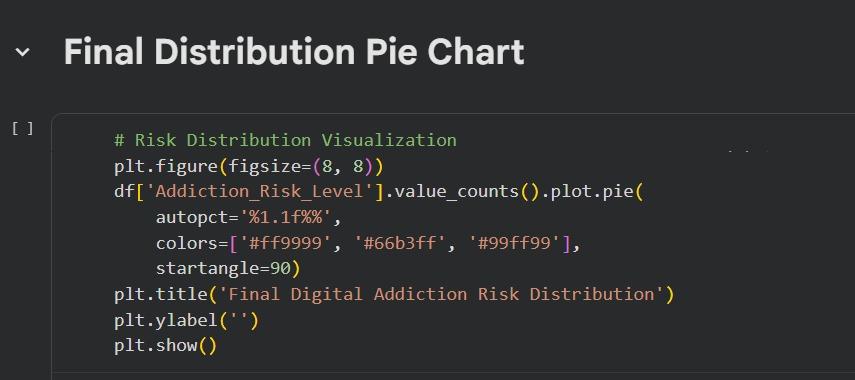 Final Distribution Pie Chart
[ ]
# Risk Distribution Visualization
plt.figure(figsize=(8, 8))
df['Addiction_Risk_Level'].value_counts().plot.pie(
    autopct='%1.1f%%',
    colors=['#ff9999', '#66b3ff', '#99ff99'],
    startangle=90)
plt.title('Final Digital Addiction Risk Distribution')
plt.ylabel('')
plt.show()